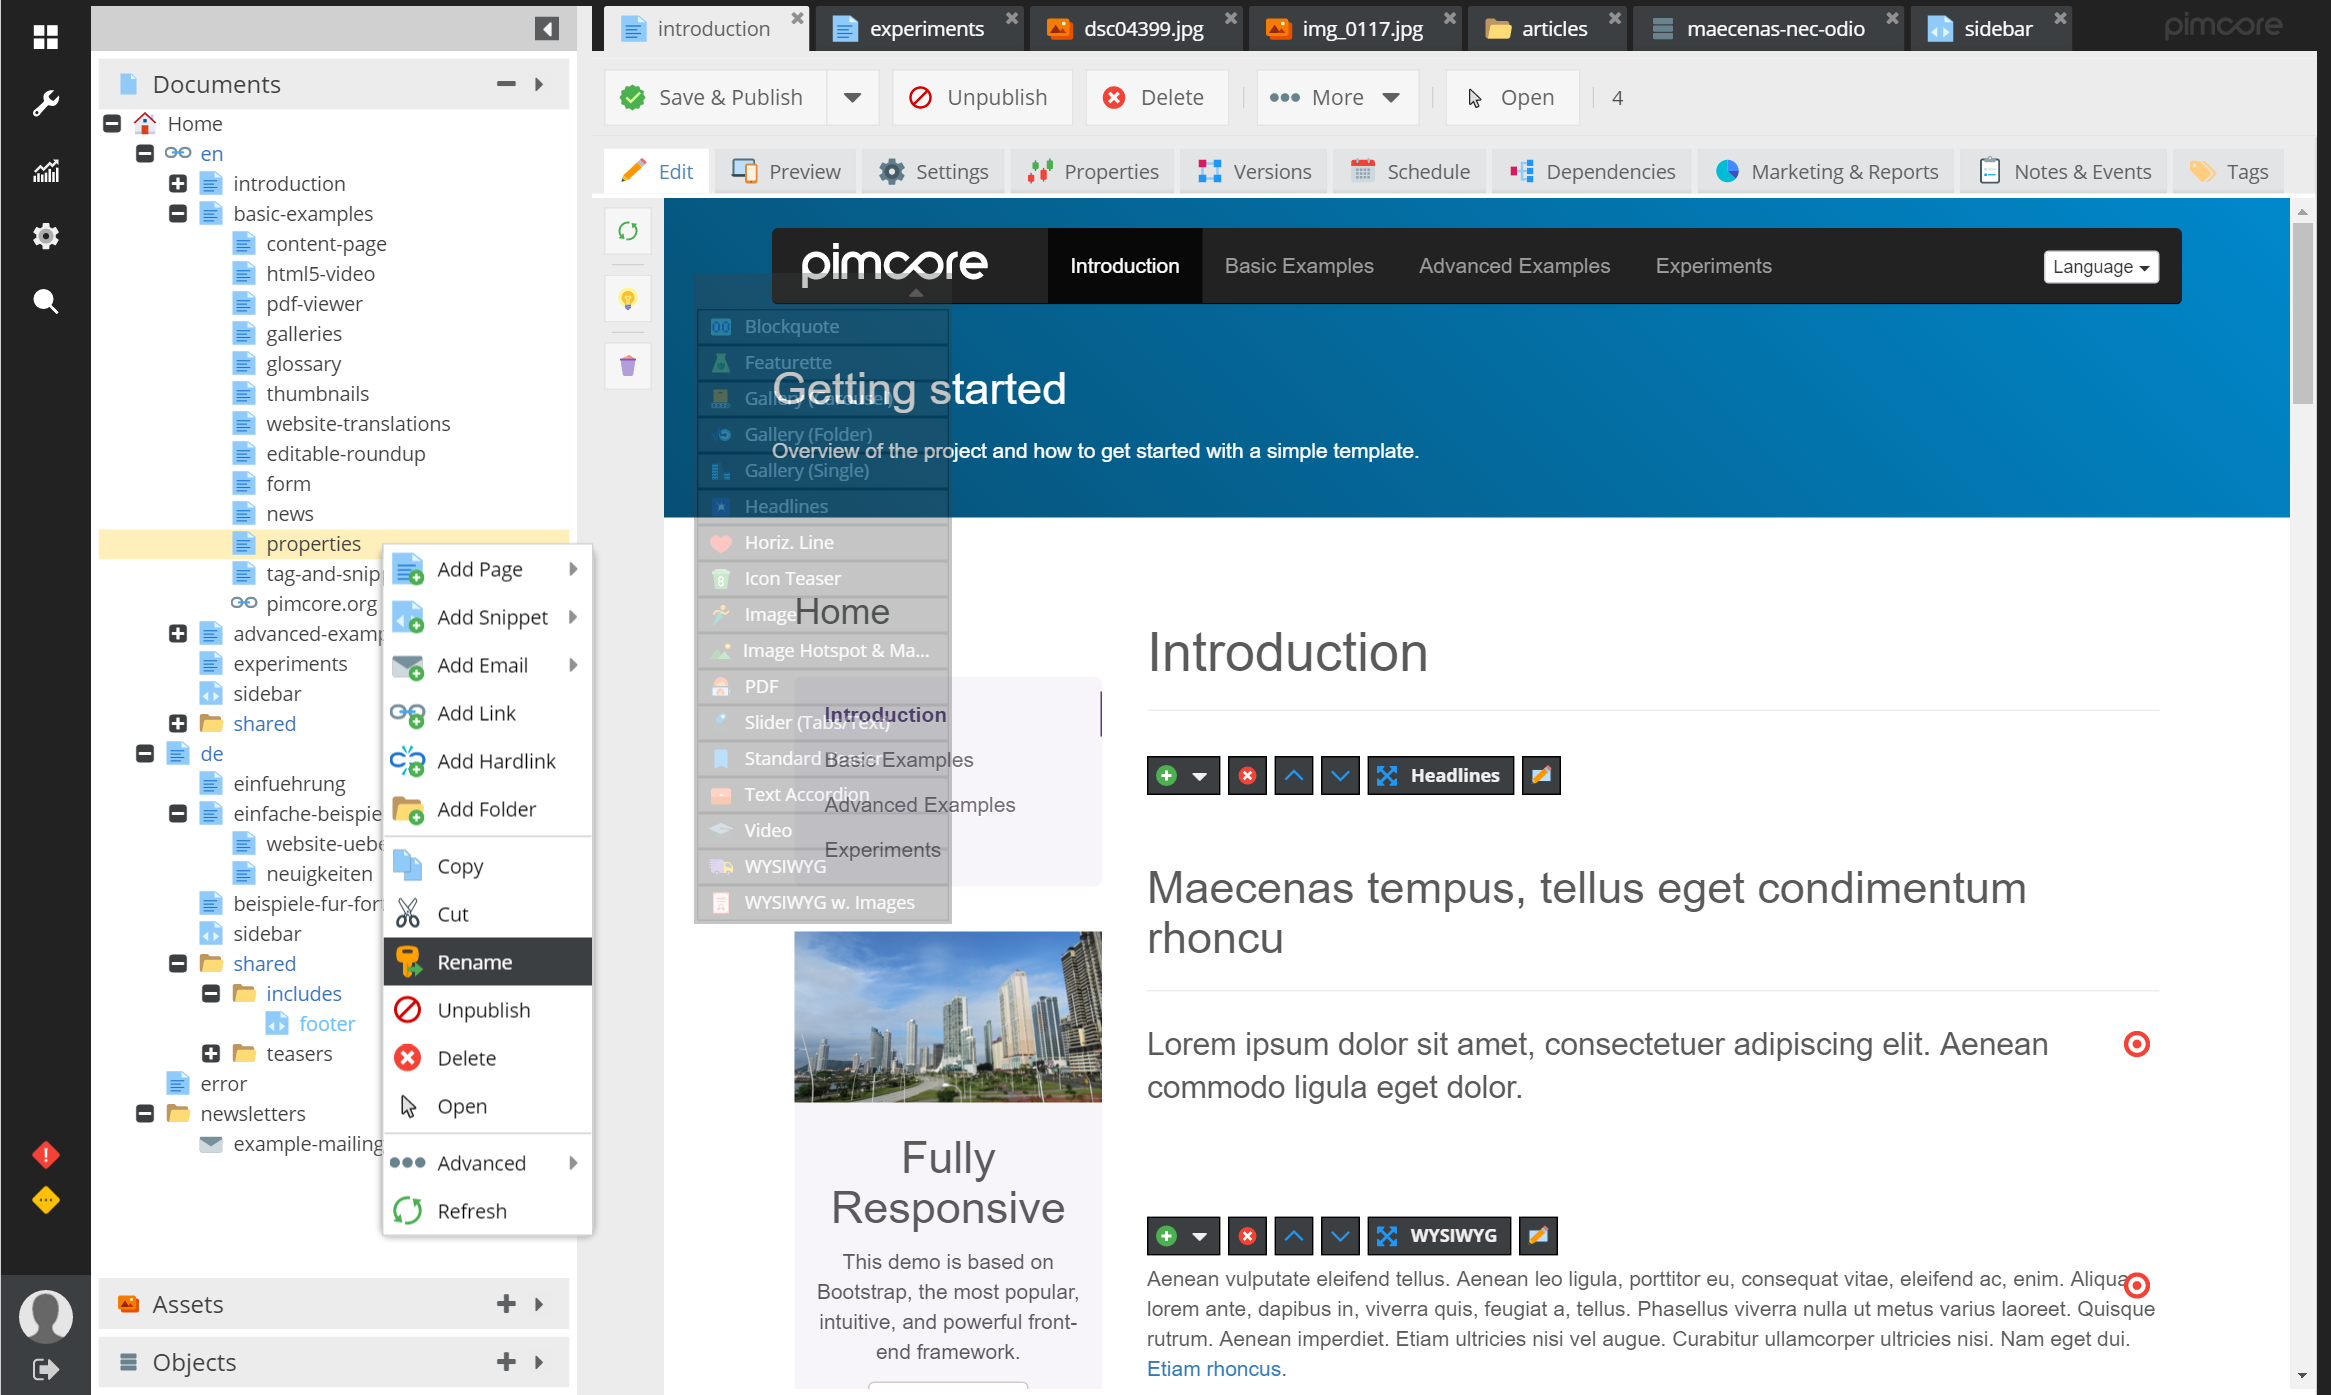 introduction
experiments
dsc04399.jpg
img_0117.jpg
articles
maecenas-nec-odio
sidebar
pimcore
Documents
Save & Publish
Unpublish
Delete
More
Open
4
Edit
Preview
Settings
Properties
Versions
Schedule
Dependencies
Marketing & Reports
Notes & Events
Tags
Home
en
introduction
basic-examples
content-page
html5-video
pdf-viewer
galleries
glossary
thumbnails
website-translations
editable-roundup
form
news
properties
tag-and-snip
pimcore.org
advanced-examp
experiments
sidebar
shared
de
einfuehrung
einfache-beispie
website-uebe
neuigkeiten
beispiele-fur-for
sidebar
shared
includes
footer
teasers
error
newsletters
example-mailing
Assets
Objects
Add Page
Add Snippet
Add Email
Add Link
Add Hardlink
Add Folder
Copy
Cut
Rename
Unpublish
Delete
Open
Advanced
Refresh
pimcore
Introduction
Basic Examples
Advanced Examples
Experiments
Language
Getting started
Overview of the project and how to get started with a simple template.
Blockquote
Featurette
Gallery (Carousel)
Gallery (Folder)
Gallery (Single)
Headlines
Horiz. Line
Icon Teaser
Image
Image Hotspot & Ma...
PDF
Slider (Tabs/Text)
Standard Teaser
Text Accordion
Video
WYSIWYG
WYSIWYG w. Images
Home
Introduction
Basic Examples
Advanced Examples
Experiments
Fully
Responsive
This demo is based on
Bootstrap, the most popular,
intuitive, and powerful front-
end framework.
Introduction
Headlines
Maecenas tempus, tellus eget condimentum
rhoncu
Lorem ipsum dolor sit amet, consectetuer adipiscing elit. Aenean
commodo ligula eget dolor.
WYSIWYG
Aenean vulputate eleifend tellus. Aenean leo ligula, porttitor eu, consequat vitae, eleifend ac, enim. Aliqua
lorem ante, dapibus in, viverra quis, feugiat a, tellus. Phasellus viverra nulla ut metus varius laoreet. Quisque
rutrum. Aenean imperdiet. Etiam ultricies nisi vel augue. Curabitur ullamcorper ultricies nisi. Nam eget dui.
Etiam rhoncus.